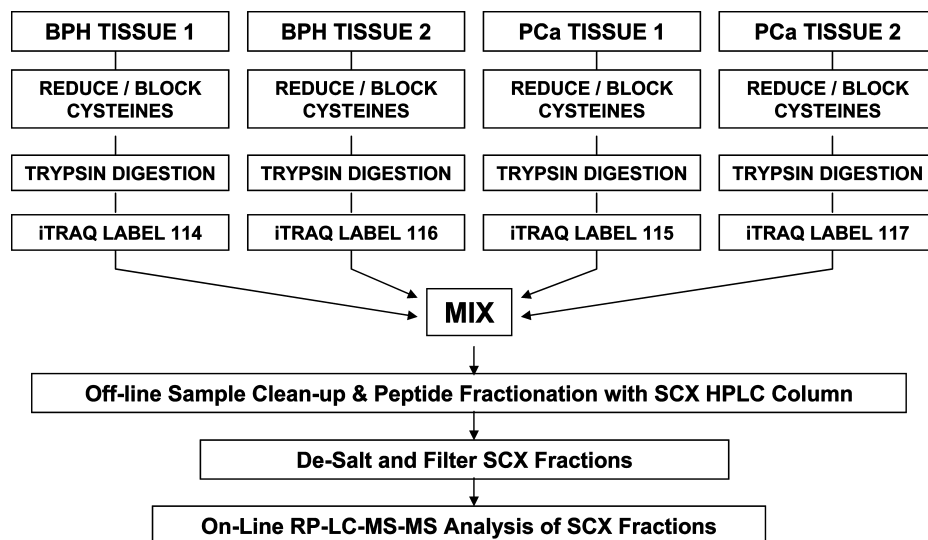 BPH TISSUE 1
BPH TISSUE 2
PCa TISSUE 1
PCa TISSUE 2
REDUCE / BLOCK
CYSTEINES
REDUCE / BLOCK
CYSTEINES
REDUCE / BLOCK
CYSTEINES
REDUCE / BLOCK
CYSTEINES
TRYPSIN DIGESTION
TRYPSIN DIGESTION
TRYPSIN DIGESTION
TRYPSIN DIGESTION
iTRAQ LABEL 114
iTRAQ LABEL 116
iTRAQ LABEL 115
iTRAQ LABEL 117
MIX
Off-line Sample Clean-up & Peptide Fractionation with SCX HPLC Column
De-Salt and Filter SCX Fractions
On-Line RP-LC-MS-MS Analysis of SCX Fractions